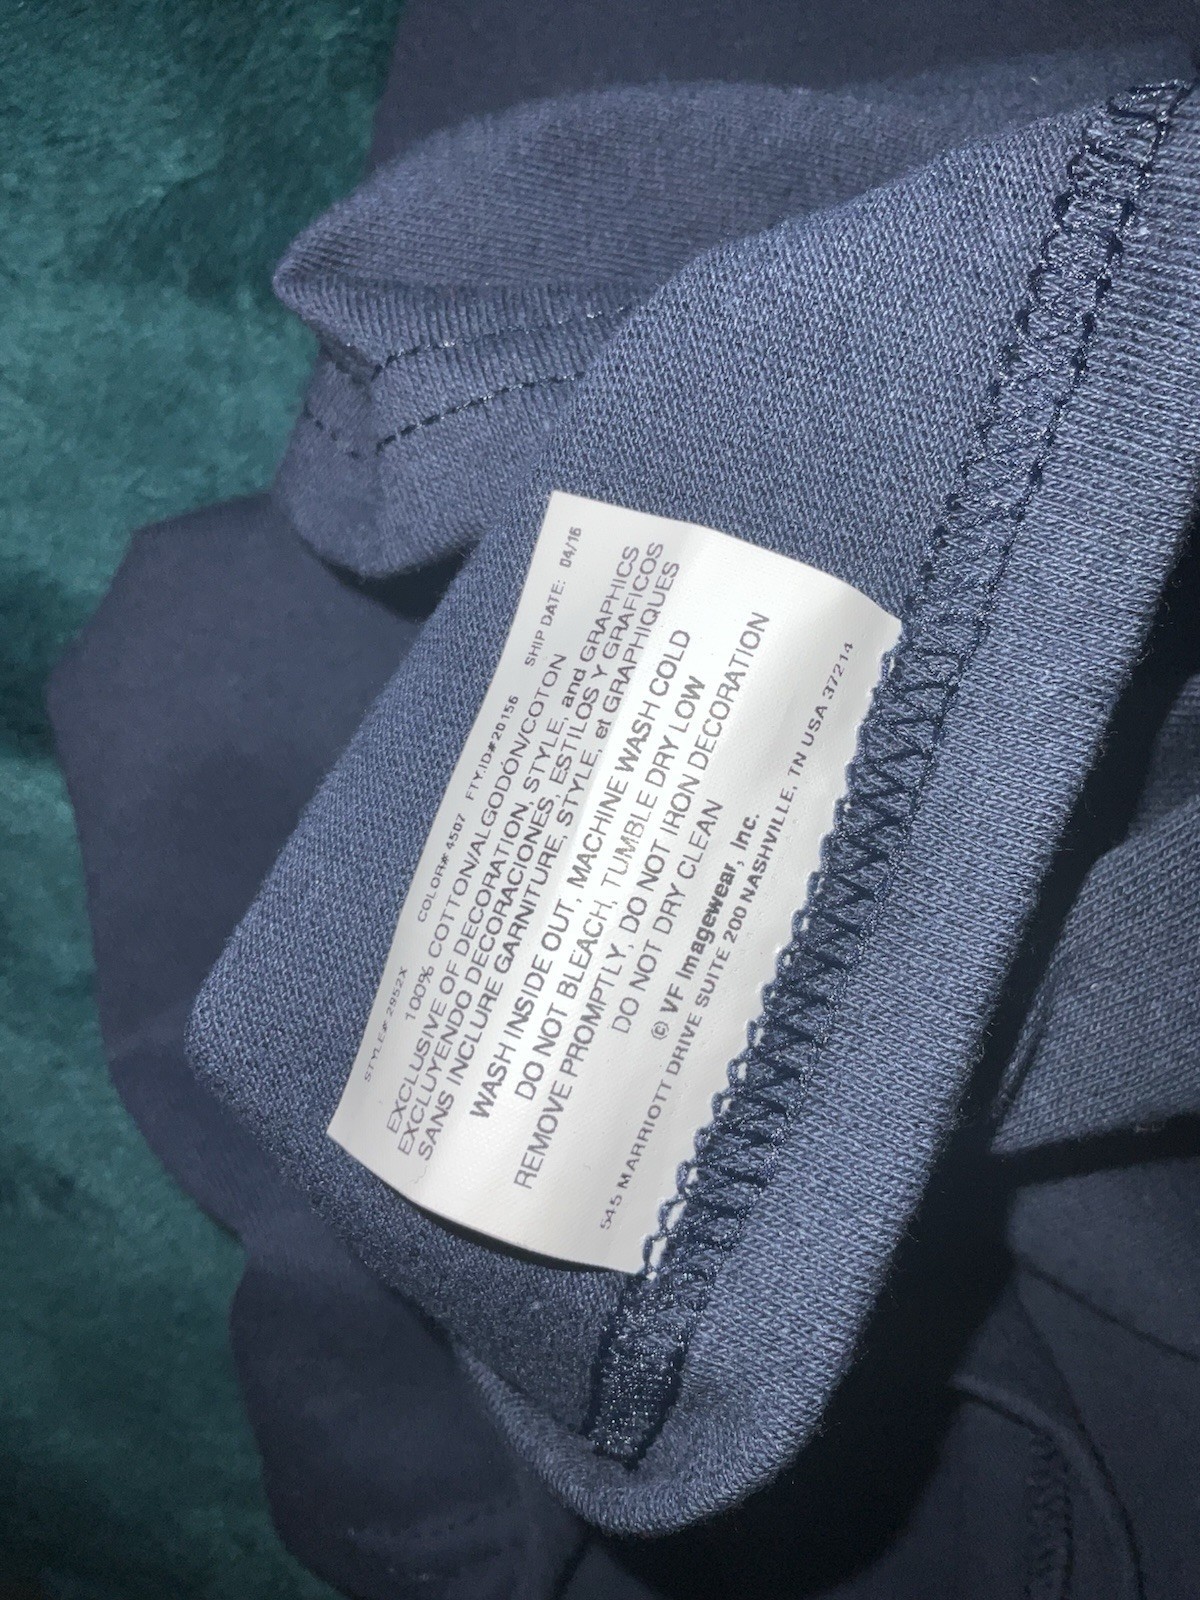 STYLE# 2952X COLOR# 4507 FTY.ID# 20156 SHIP DATE: 04/16
100% COTTON/ALGODÓN/COTON
EXCLUSIVE OF DECORATION, STYLE, and GRAPHICS
EXCLUYENDO DECORACIONES, ESTILOS Y GRAFICOS
SANS INCLURE GARNITURE, STYLE, et GRAPHIQUES
WASH INSIDE OUT, MACHINE WASH COLD
DO NOT BLEACH, TUMBLE DRY LOW
REMOVE PROMPTLY, DO NOT IRON DECORATION
DO NOT DRY CLEAN
© VF Imagewear, Inc.
545 MARRIOTT DRIVE SUITE 200 NASHVILLE, TN USA 37214